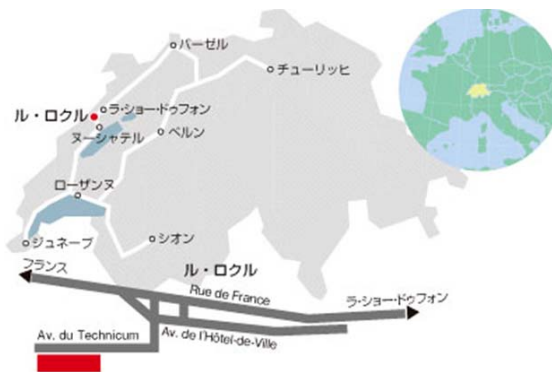 バーゼル
チューリッヒ
ラ・ショー・ドゥフォン
ル・ロクル
ヌーシャテル
ベルン
ローザンヌ
シオン
ジュネーブ
フランス
ル・ロクル
Rue de France
ラ・ショー・ドゥフォン
Av. du Technicum
Av. de l'Hôtel-de-Ville